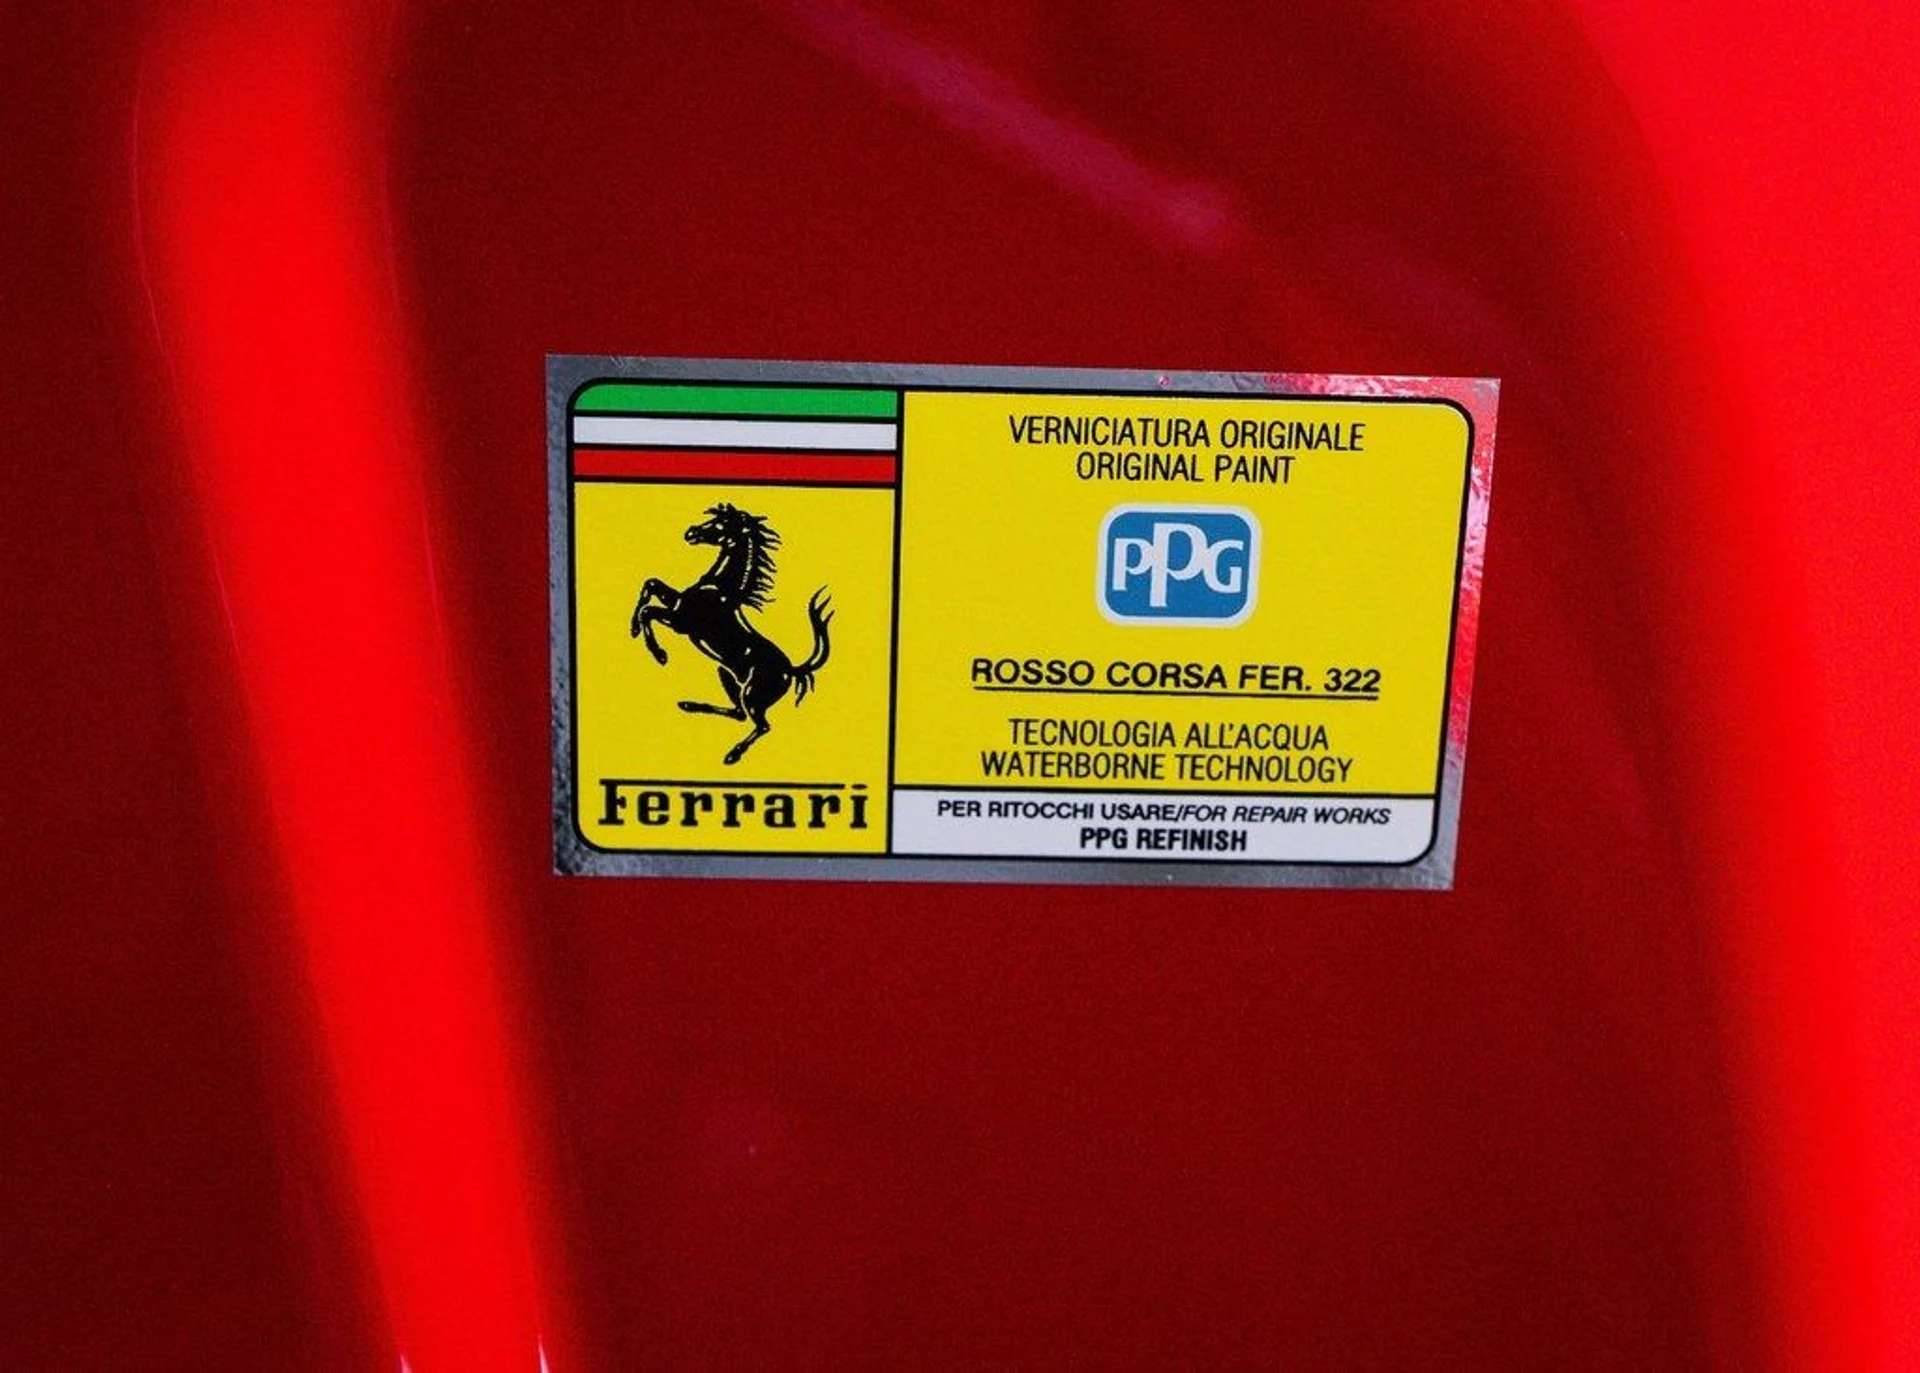 Ferrari
VERNICIATURA ORIGINALE
ORIGINAL PAINT
PPG
ROSSO CORSA FER. 322
TECNOLOGIA ALL'ACQUA
WATERBORNE TECHNOLOGY
PER RITOCCHI USARE/FOR REPAIR WORKS
PPG REFINISH